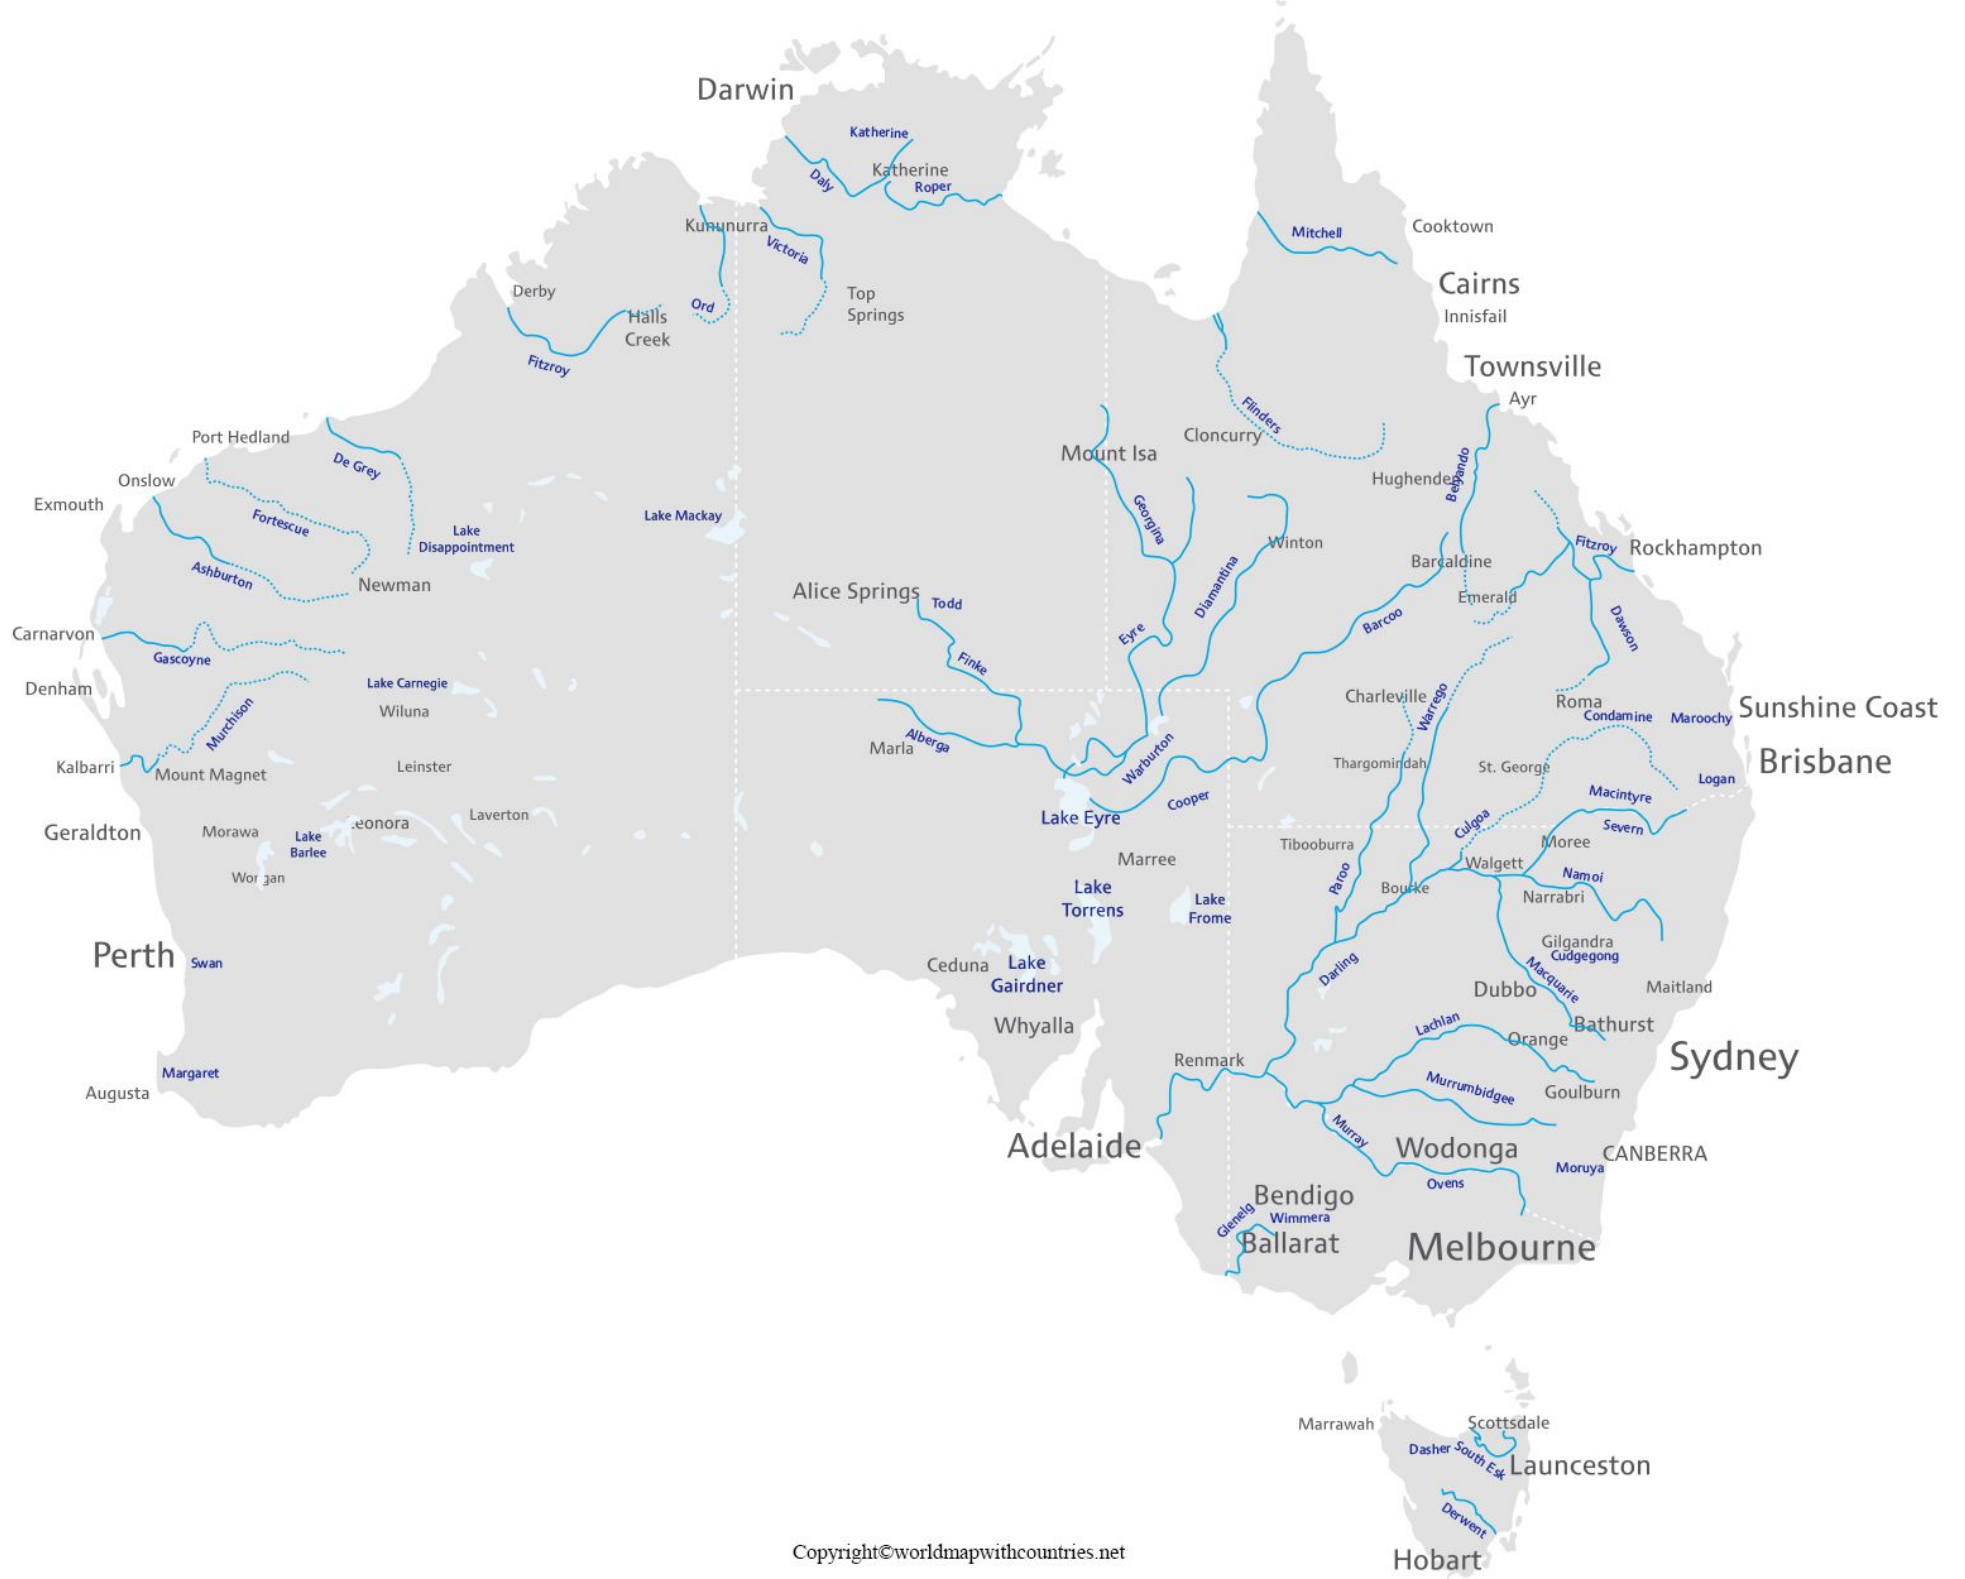 Darwin
Katherine
Katherine
Daly
Roper
Kununurra
Victoria
Mitchell
Cooktown
Cairns
Innisfail
Derby
Ord
Top
Springs
Halls
Creek
Fitzroy
Townsville
Ayr
Flinders
Cloncurry
Port Hedland
De Grey
Mount Isa
Hughenden
Belyando
Onslow
Exmouth
Fortescue
Lake
Disappointment
Lake Mackay
Georgina
Winton
Fitzroy
Rockhampton
Barcaldine
Ashburton
Newman
Alice Springs
Todd
Diamantina
Emerald
Carnarvon
Gascoyne
Finke
Eyre
Barcoo
Dawson
Denham
Lake Carnegie
Wiluna
Charleville
Warrego
Roma
Condamine
Maroochy
Sunshine Coast
Murchison
Marla
Alberga
Warburton
Kalbarri
Mount Magnet
Leinster
Thargomindah
St. George
Logan
Brisbane
Cooper
Macintyre
Geraldton
Morawa
Lake
Barlee
Leonora
Laverton
Lake Eyre
Culgoa
Severn
Tibooburra
Moree
Marree
Walgett
Wongan
Paroo
Bourke
Namoi
Narrabri
Lake
Torrens
Lake
Frome
Perth
Swan
Ceduna
Lake
Gairdner
Darling
Gilgandra
Cudgegong
Macquarie
Dubbo
Maitland
Whyalla
Lachlan
Bathurst
Orange
Sydney
Renmark
Margaret
Augusta
Murrumbidgee
Goulburn
Adelaide
Murray
Wodonga
CANBERRA
Moruya
Ovens
Bendigo
Glenelg
Wimmera
Ballarat
Melbourne
Marrawah
Scottsdale
Dasher
South Esk
Launceston
Derwent
Hobart
Copyright©worldmapwithcountries.net